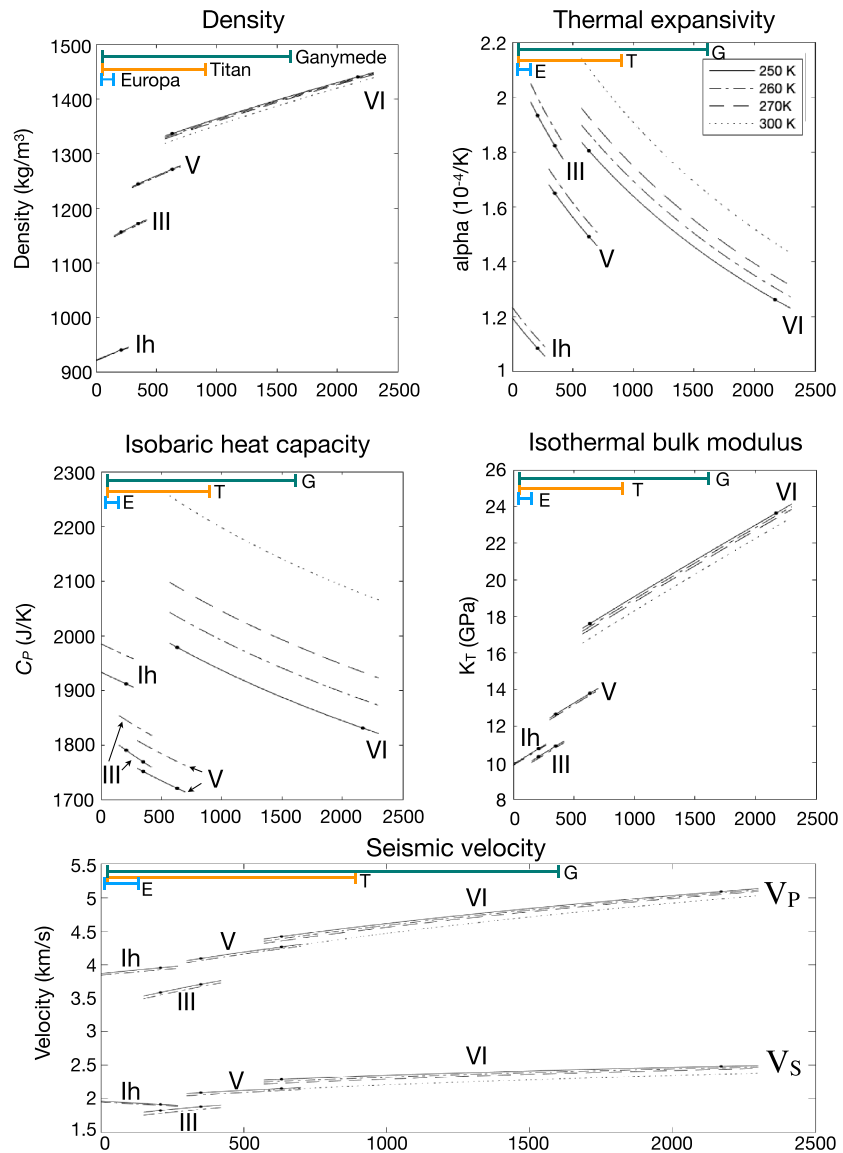 Density
Density (kg/m³)
1500
1400
1300
1200
1100
1000
900
0
500
1000
1500
2000
2500
Ganymede
Titan
Europa
VI
V
III
Ih
Thermal expansivity
alpha (10⁻⁴/K)
2.2
2
1.8
1.6
1.4
1.2
1
0
500
1000
1500
2000
2500
G
T
E
250 K
260 K
270K
300 K
III
V
VI
Ih
Isobaric heat capacity
C_P (J/K)
2300
2200
2100
2000
1900
1800
1700
0
500
1000
1500
2000
2500
G
T
E
Ih
III
V
VI
Isothermal bulk modulus
K_T (GPa)
26
24
22
20
18
16
14
12
10
8
0
500
1000
1500
2000
2500
G
T
E
VI
V
Ih
III
Seismic velocity
Velocity (km/s)
5.5
5
4.5
4
3.5
3
2.5
2
1.5
0
500
1000
1500
2000
2500
G
T
E
VI
V_P
V
Ih
III
VI
V_S
V
Ih
III